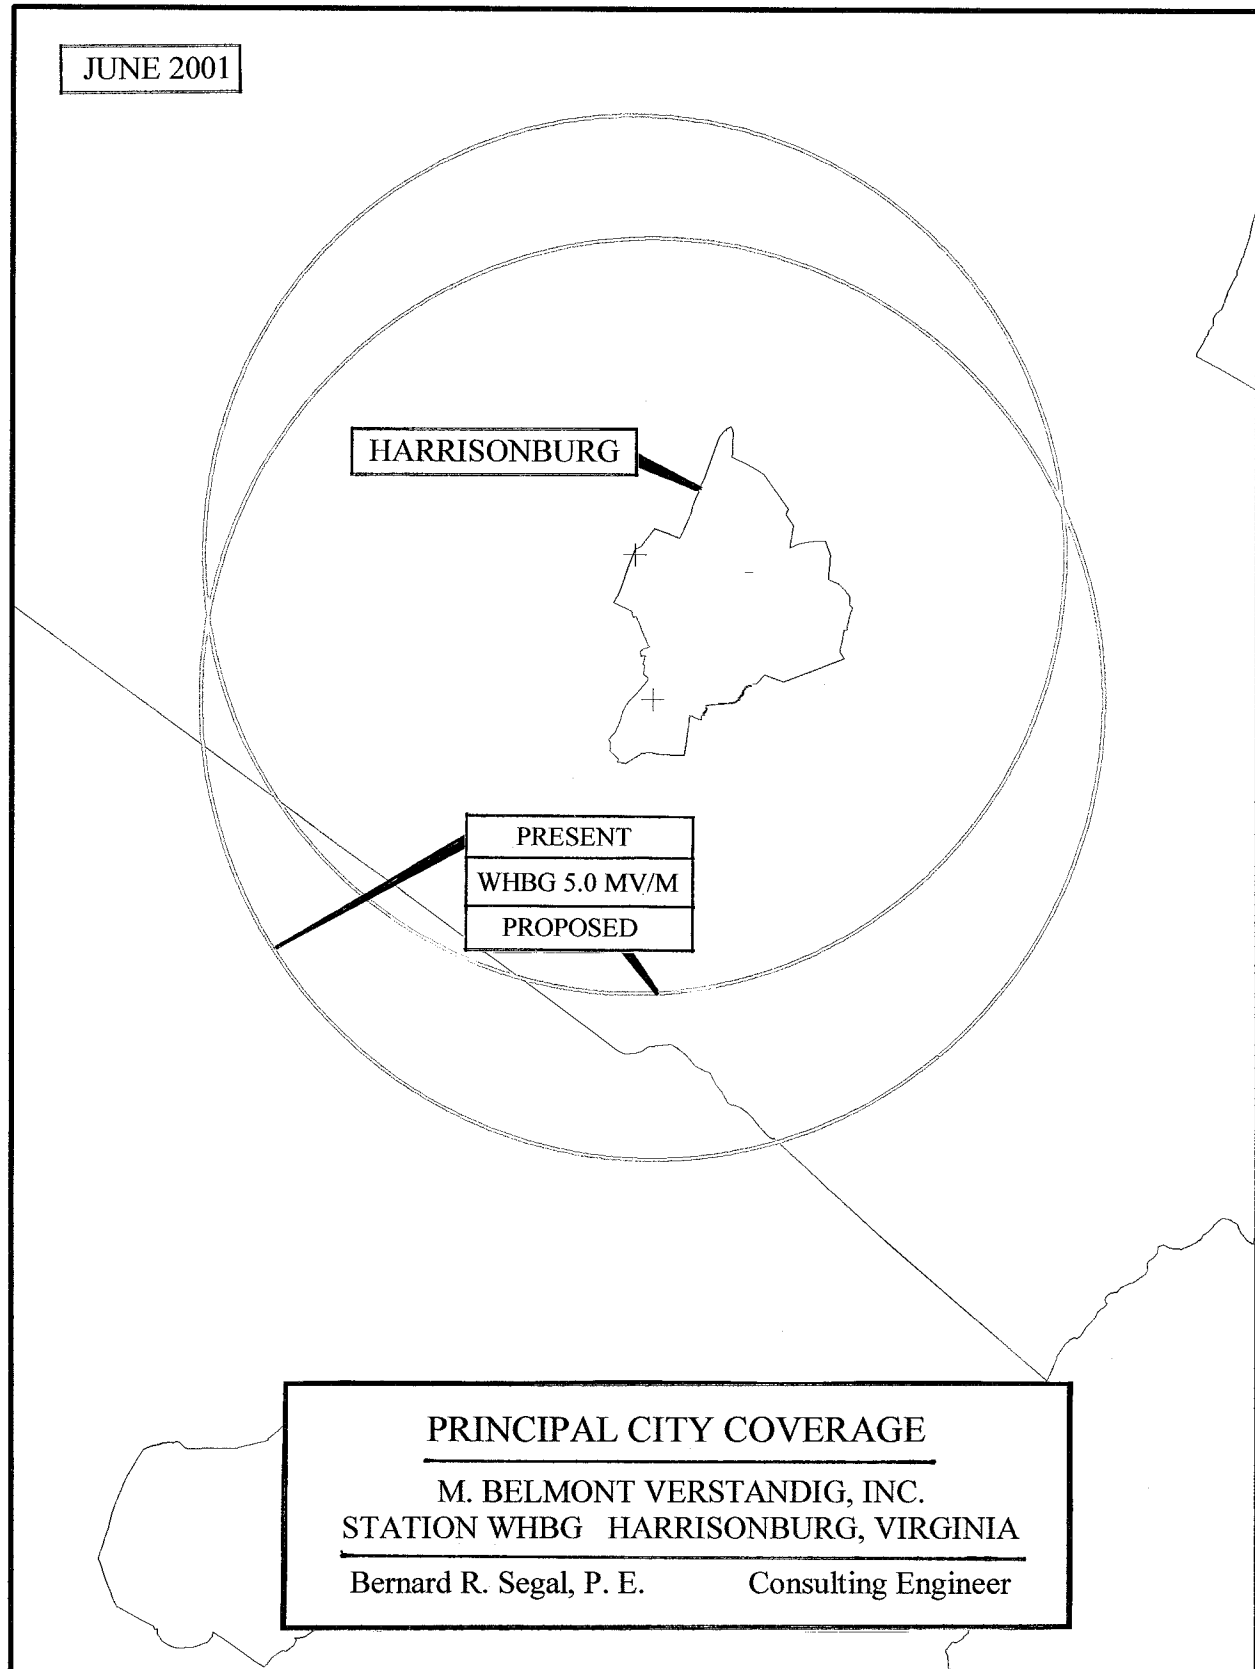 JUNE 2001
HARRISONBURG
PRESENT
WHBG 5.0 MV/M
PROPOSED
PRINCIPAL CITY COVERAGE
M. BELMONT VERSTANDIG, INC.
STATION WHBG HARRISONBURG, VIRGINIA
Bernard R. Segal, P. E. Consulting Engineer